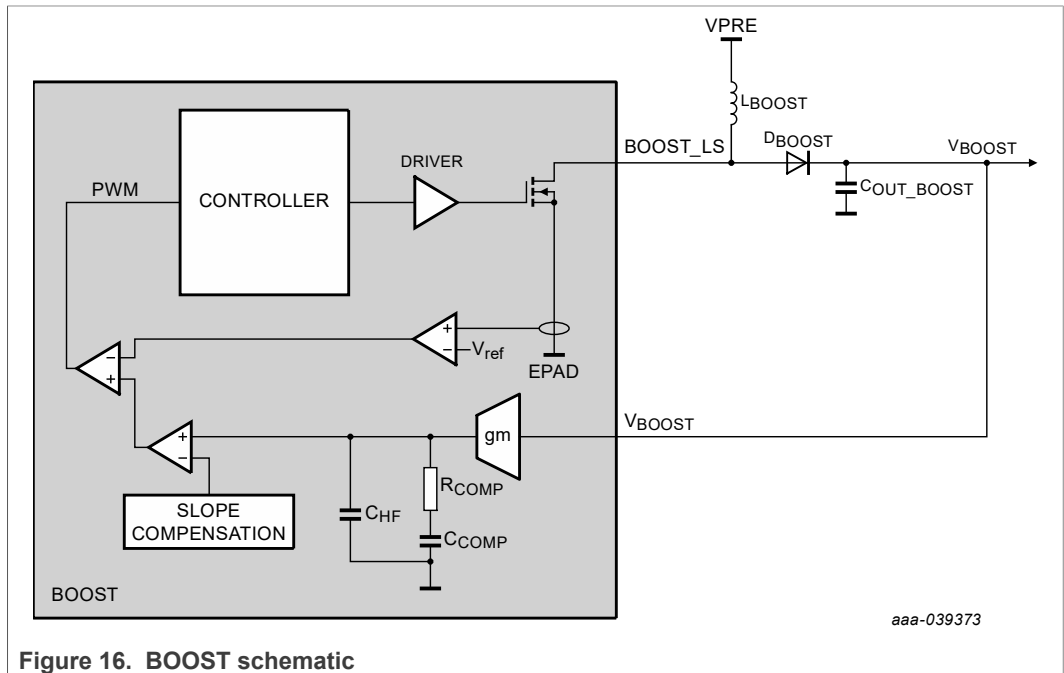 VPRE
LBOOST
DBOOST
BOOST_LS
VBOOST
COUT_BOOST
DRIVER
PWM
CONTROLLER
+
−
Vref
EPAD
−
+
VBOOST
gm
+
−
RCOMP
SLOPE
COMPENSATION
CHF
CCOMP
BOOST
aaa-039373
Figure 16. BOOST schematic